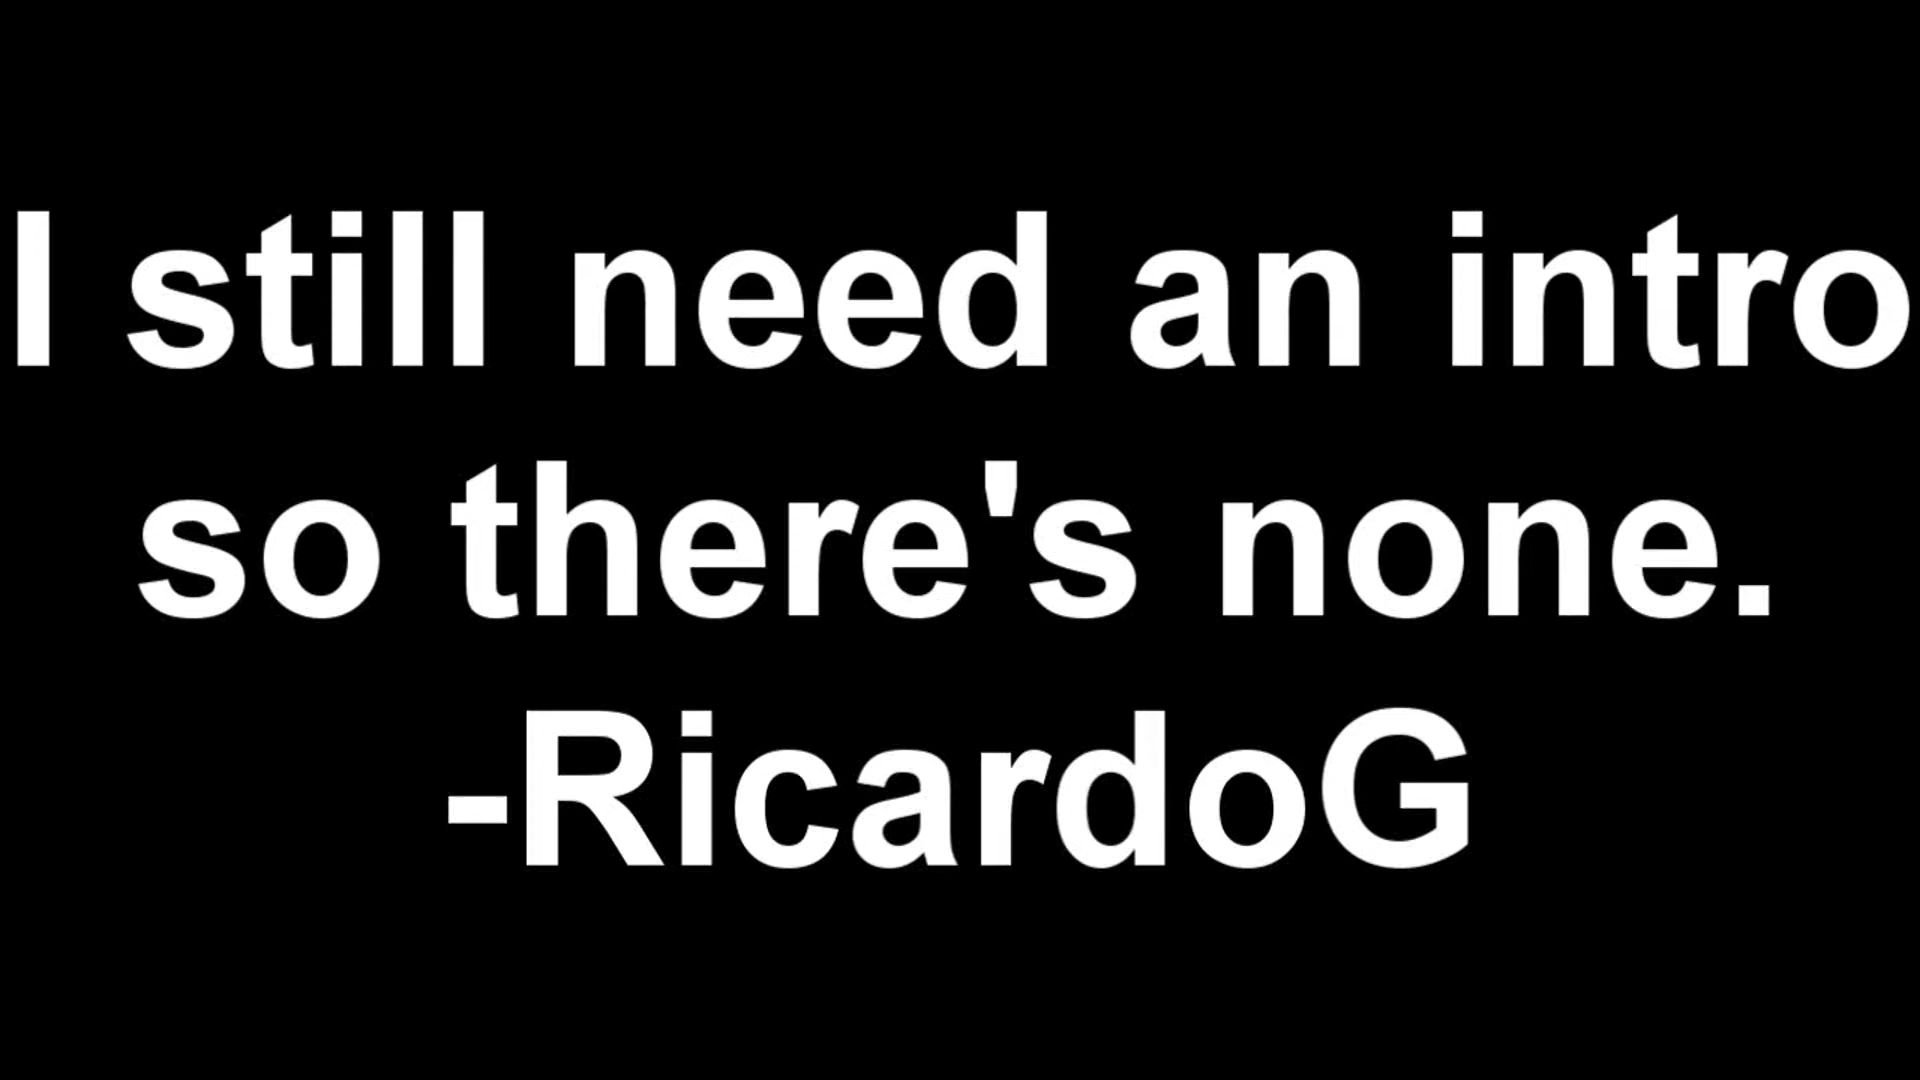 I still need an intro
so there's none.
-RicardoG